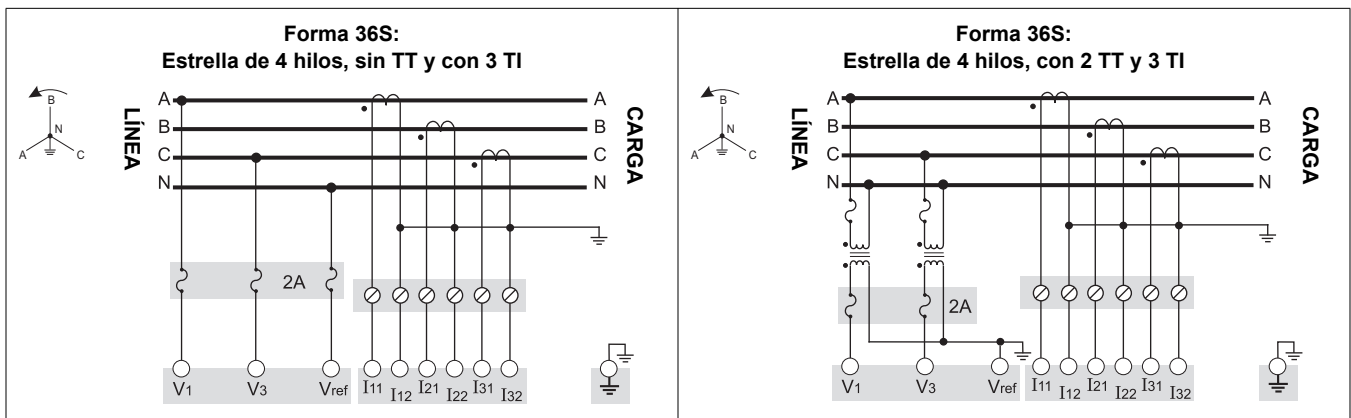 Forma 36S:
Estrella de 4 hilos, sin TT y con 3 TI
B
N
A
C
LÍNEA
A
B
C
N
A
B
C
N
CARGA
2A
V1
V3
Vref
I11
I12
I21
I22
I31
I32
Forma 36S:
Estrella de 4 hilos, con 2 TT y 3 TI
B
N
A
C
LÍNEA
A
B
C
N
A
B
C
N
CARGA
2A
V1
V3
Vref
I11
I12
I21
I22
I31
I32